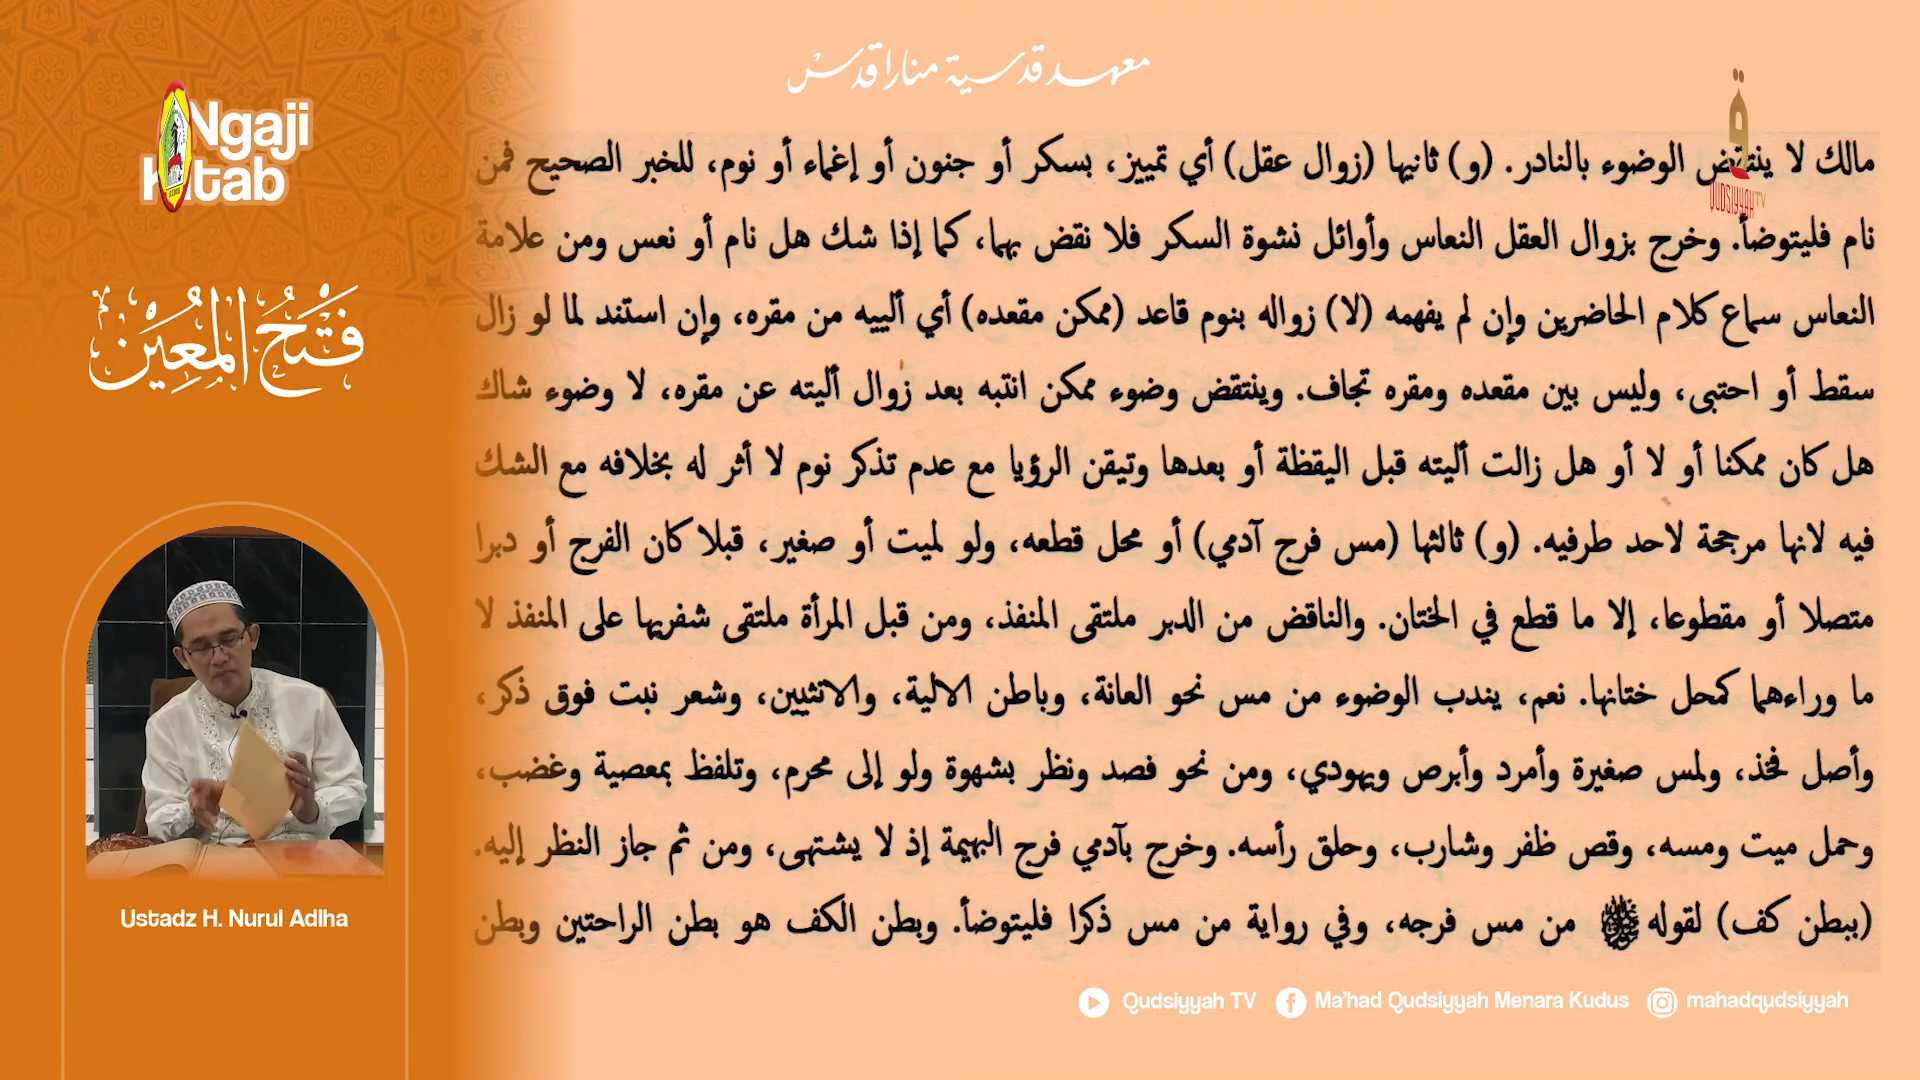 معهد قدسية منارا قدس
Ngaji
Kitab
فَتْحُ المُعِيْن
مالك لا ينتقض الوضوء بالنادر. (و) ثانيها (زوال عقل) أي تمييز، بسكر أو جنون أو إغماء أو نوم، للخبر الصحيح فمن
نام فليتوضأ. وخرج بزوال العقل النعاس وأوائل نشوة السكر فلا نقض بهما، كما إذا شك هل نام أو نعس ومن علامة
النعاس سماع كلام الحاضرين وإن لم يفهمه (لا) زواله بنوم قاعد (ممكن مقعده) أي ألييه من مقره، وإن استند لما لو زال
سقط أو احتبى، وليس بين مقعده ومقره تجاف. وينتقض وضوء ممكن انتبه بعد زوال أليته عن مقره، لا وضوء شاك
هل كان ممكنا أو لا أو هل زالت أليته قبل اليقظة أو بعدها وتيقن الرؤيا مع عدم تذكر نوم لا أثر له بخلافه مع الشك
فيه لانها مرجحة لاحد طرفيه. (و) ثالثها (مس فرج آدمي) أو محل قطعه، ولو لميت أو صغير، قبلا كان الفرج أو دبرا
متصلا أو مقطوعا، إلا ما قطع في الختان. والناقض من الدبر ملتقى المنفذ، ومن قبل المرأة ملتقى شفريها على المنفذ لا
ما وراءهما كمحل ختانها. نعم، يندب الوضوء من مس نحو العانة، وباطن الالية، والانثيين، وشعر نبت فوق ذكر،
وأصل فخذ، ولمس صغيرة وأمرد وأبرص ويهودي، ومن نحو فصد ونظر بشهوة ولو إلى محرم، وتلفظ بمعصية وغضب،
وحمل ميت ومسه، وقص ظفر وشارب، وحلق رأسه. وخرج بآدمي فرج البهيمة إذ لا يشتهى، ومن ثم جاز النظر إليه.
(ببطن كف) لقوله ﷺ من مس فرجه، وفي رواية من مس ذكرا فليتوضأ. وبطن الكف هو بطن الراحتين وبطن
QUDSIYYAH TV
Ustadz H. Nurul Adlha
Qudsiyyah TV
Ma'had Qudsiyyah Menara Kudus
mahadqudsiyyah